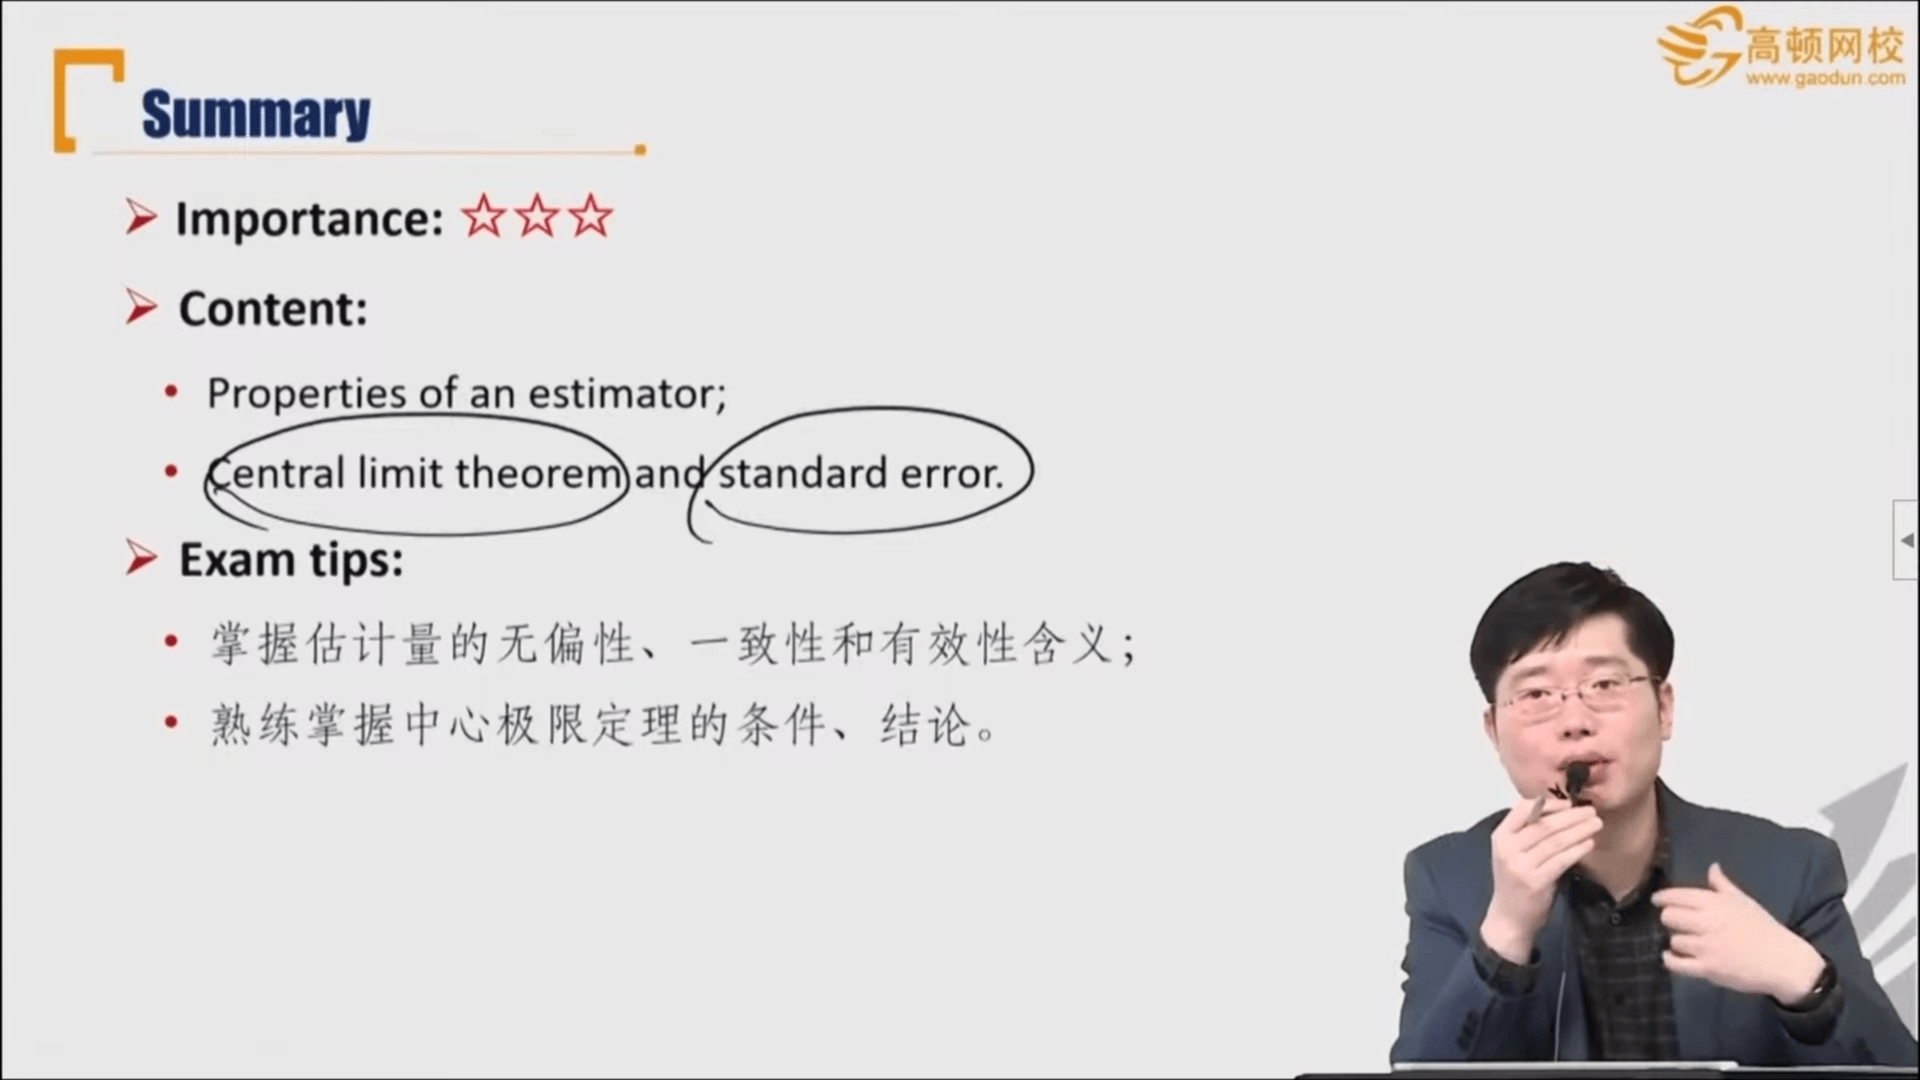 高顿网校
www.gaodun.com
Summary
Importance: ☆☆☆
Content:
Properties of an estimator;
Central limit theorem and standard error.
Exam tips:
掌握估计量的无偏性、一致性和有效性含义；
熟练掌握中心极限定理的条件、结论。